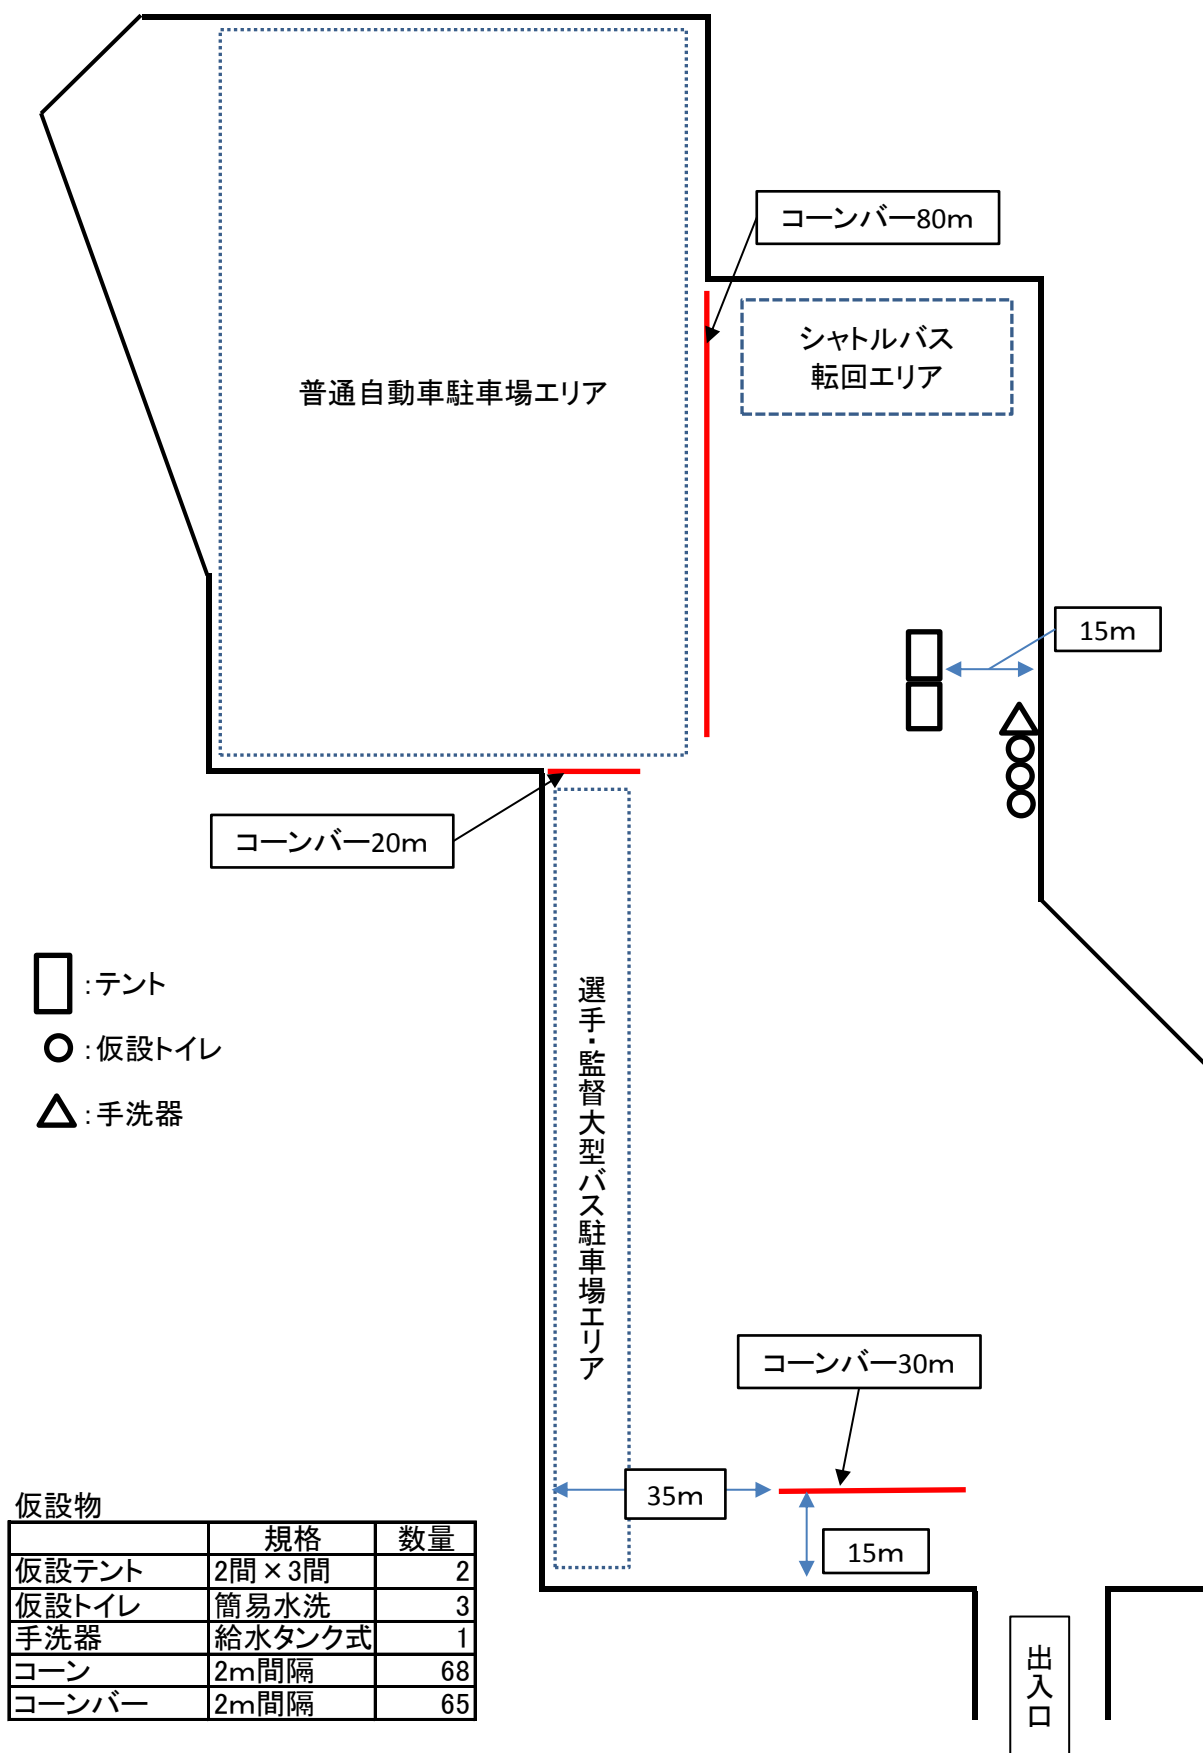 コーンバー80m
シャトルバス
転回エリア
普通自動車駐車場エリア
15m
コーンバー20m
:テント
:仮設トイレ
:手洗器
選手・監督大型バス駐車場エリア
コーンバー30m
35m
15m
仮設物
規格 数量
仮設テント 2間×3間 2
仮設トイレ 簡易水洗 3
手洗器 給水タンク式 1
コーン 2m間隔 68
コーンバー 2m間隔 65
出入口